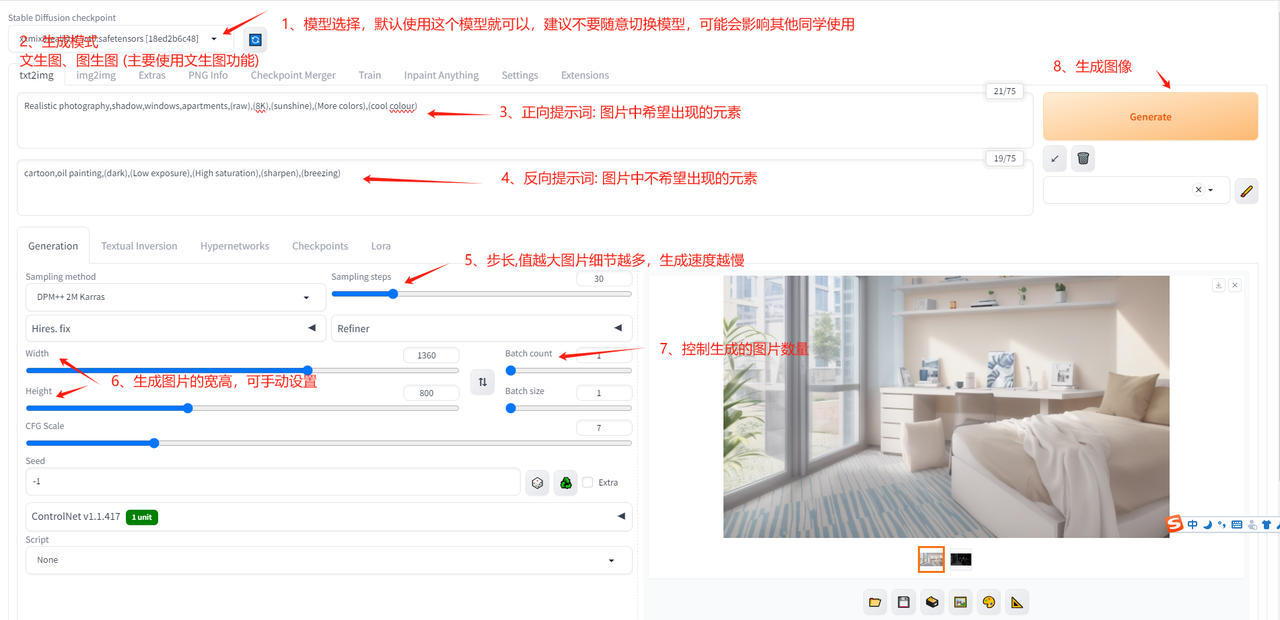 Stable Diffusion checkpoint
1、模型选择，默认使用这个模型就可以，建议不要随意切换模型，可能会影响其他同学使用
safetensors [18ed2b6c48]
2、生成模式
文生图、图生图 (主要使用文生图功能)
txt2img img2img Extras PNG Info Checkpoint Merger Train Inpaint Anything Settings Extensions
8、生成图像
21/75
Realistic photography,shadow,windows,apartments,(raw),(8K),(sunshine),(More colors),(cool colour)
3、正向提示词: 图片中希望出现的元素
Generate
19/75
cartoon,oil painting,(dark),(Low exposure),(High saturation),(sharpen),(breezing)
4、反向提示词: 图片中不希望出现的元素
Generation Textual Inversion Hypernetworks Checkpoints Lora
5、步长,值越大图片细节越多，生成速度越慢
Sampling method Sampling steps 30
DPM++ 2M Karras
Hires. fix Refiner
Width 1360 Batch count 1
7、控制生成的图片数量
6、生成图片的宽高，可手动设置
Height 800 Batch size 1
CFG Scale 7
Seed
-1 Extra
ControlNet v1.1.417 1 unit
中
Script
None